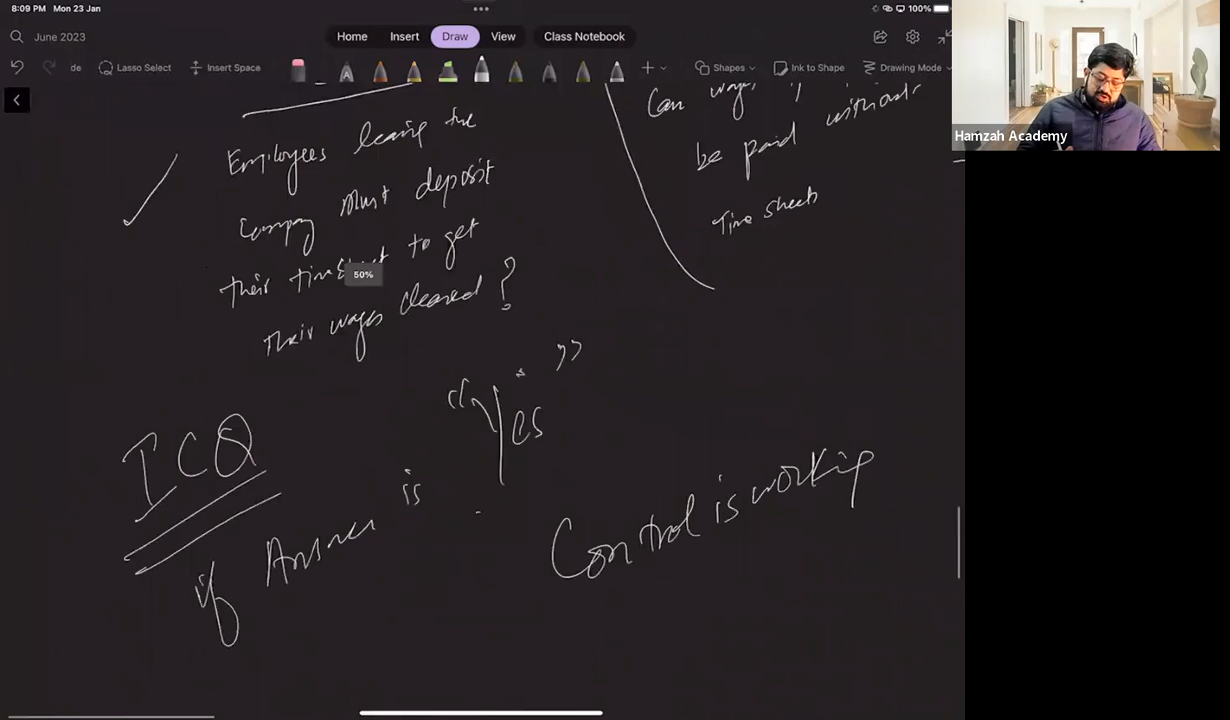 8:09 PM Mon 23 Jan
100%
June 2023
Home Insert Draw View Class Notebook
de Lasso Select Insert Space Shapes Ink to Shape Drawing Mode
Hamzah Academy
Employees leaving the
Company must deposit
their to get
50%
Their wages cleared ?
Can wages
be paid without
Time sheets
ICQ
if Answer is "Yes"
Control is working